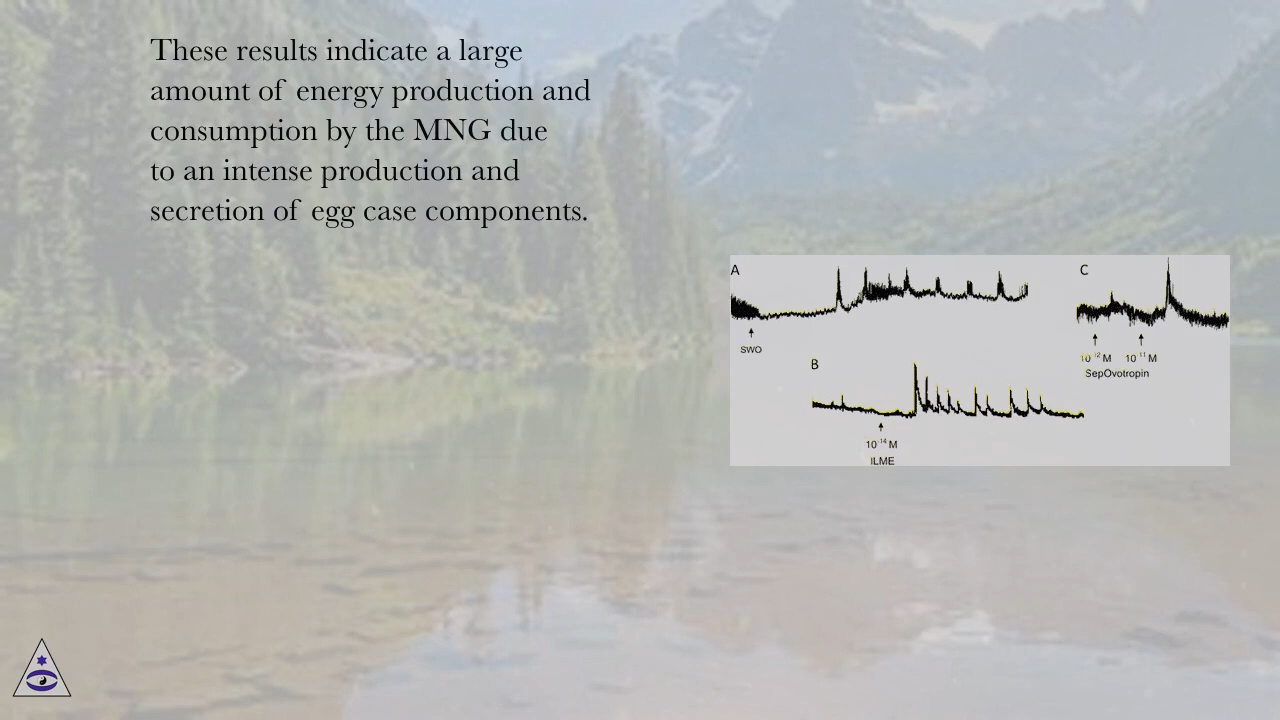 These results indicate a large
amount of energy production and
consumption by the MNG due
to an intense production and
secretion of egg case components.
A
SWO
B
10⁻¹⁴ M
ILME
C
10⁻¹² M 10⁻¹¹ M
SepOvotropin